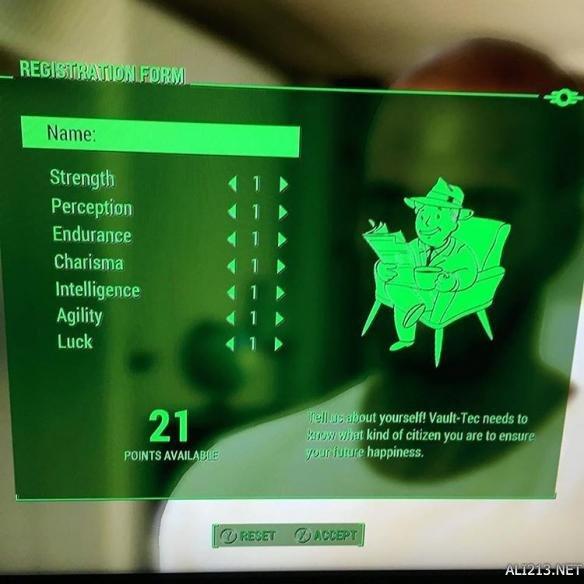 REGISTRATION FORM
Name:
Strength 1
Perception 1
Endurance 1
Charisma 1
Intelligence 1
Agility 1
Luck 1
21
POINTS AVAILABLE
Tell us about yourself! Vault-Tec needs to
know what kind of citizen you are to ensure
your future happiness.
RESET ACCEPT
ALI213.NET